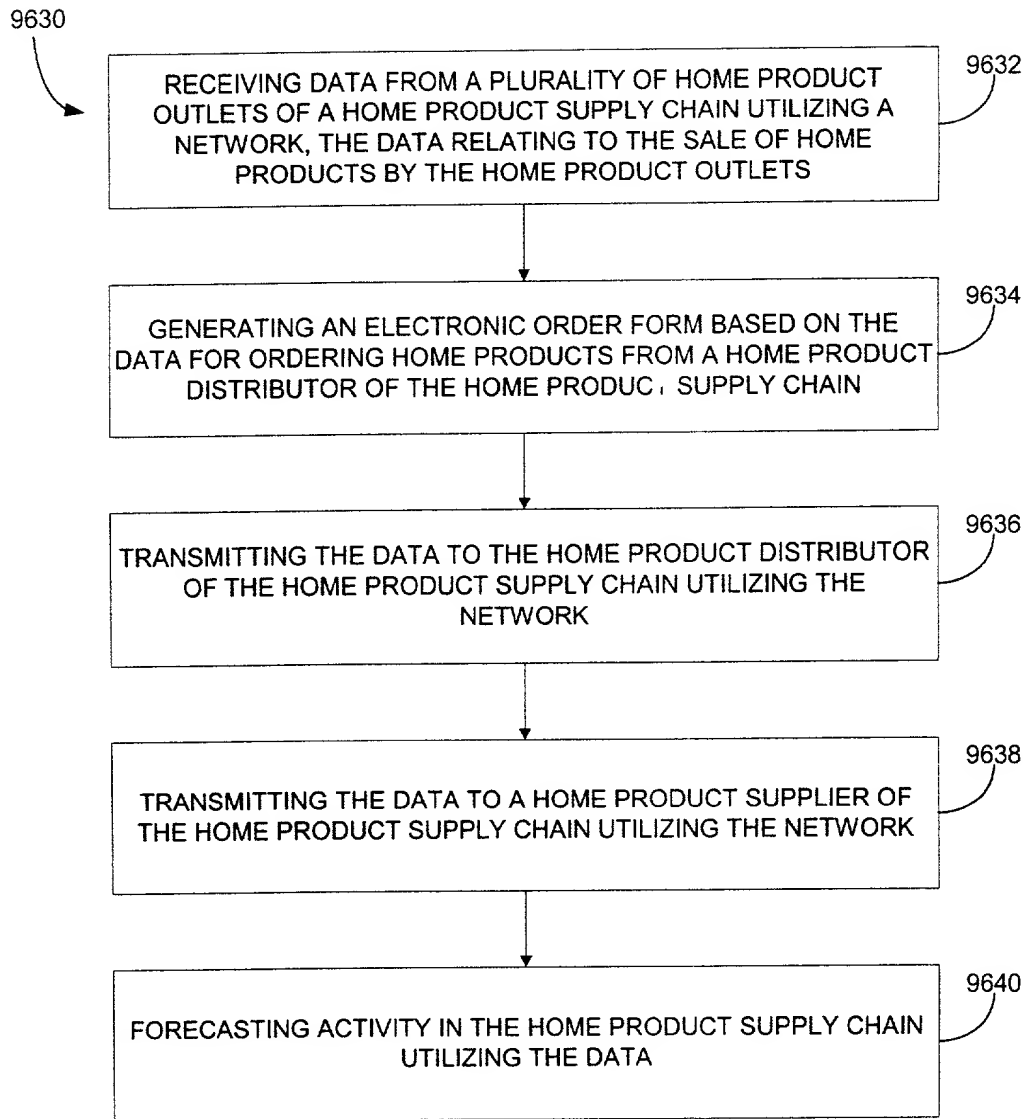 9630
RECEIVING DATA FROM A PLURALITY OF HOME PRODUCT
OUTLETS OF A HOME PRODUCT SUPPLY CHAIN UTILIZING A
NETWORK, THE DATA RELATING TO THE SALE OF HOME
PRODUCTS BY THE HOME PRODUCT OUTLETS
9632
GENERATING AN ELECTRONIC ORDER FORM BASED ON THE
DATA FOR ORDERING HOME PRODUCTS FROM A HOME PRODUCT
DISTRIBUTOR OF THE HOME PRODUCT SUPPLY CHAIN
9634
TRANSMITTING THE DATA TO THE HOME PRODUCT DISTRIBUTOR
OF THE HOME PRODUCT SUPPLY CHAIN UTILIZING THE
NETWORK
9636
TRANSMITTING THE DATA TO A HOME PRODUCT SUPPLIER OF
THE HOME PRODUCT SUPPLY CHAIN UTILIZING THE NETWORK
9638
FORECASTING ACTIVITY IN THE HOME PRODUCT SUPPLY CHAIN
UTILIZING THE DATA
9640